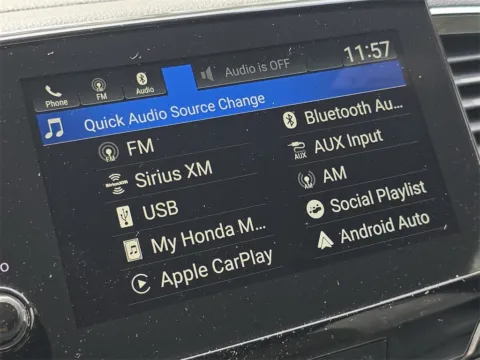 Phone
FM
Audio
Audio is OFF
11:57
Quick Audio Source Change
FM
Bluetooth Au...
Sirius XM
AUX Input
USB
AM
My Honda M...
Social Playlist
Apple CarPlay
Android Auto